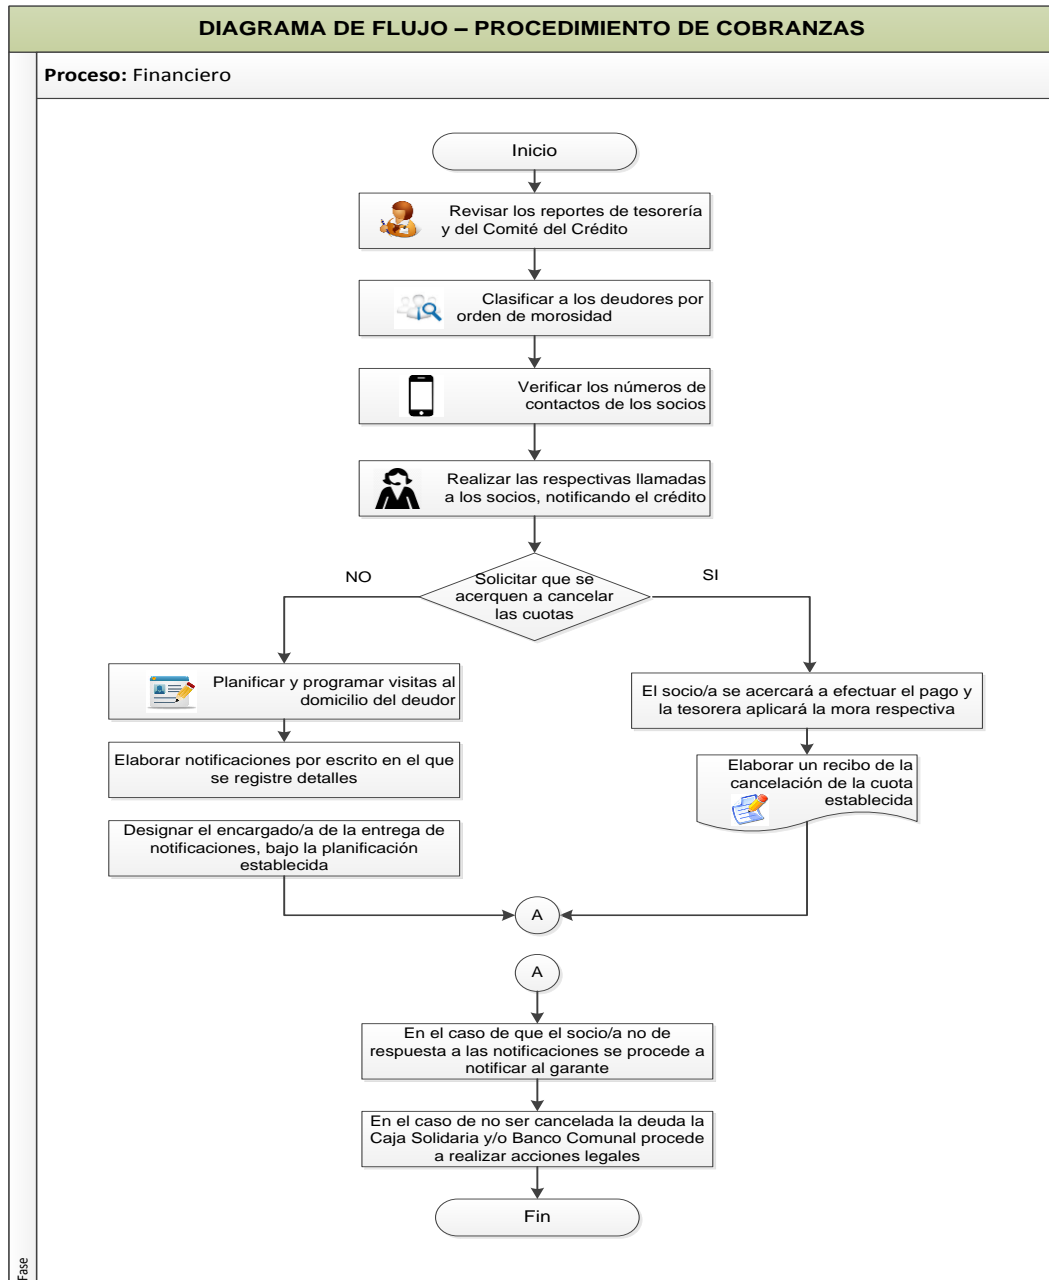 DIAGRAMA DE FLUJO – PROCEDIMIENTO DE COBRANZAS
Proceso: Financiero
Inicio
Revisar los reportes de tesorería
y del Comité del Crédito
Clasificar a los deudores por
orden de morosidad
Verificar los números de
contactos de los socios
Realizar las respectivas llamadas
a los socios, notificando el crédito
Solicitar que se
acerquen a cancelar
las cuotas
NO
SI
Planificar y programar visitas al
domicilio del deudor
Elaborar notificaciones por escrito en el que
se registre detalles
Designar el encargado/a de la entrega de
notificaciones, bajo la planificación
establecida
El socio/a se acercará a efectuar el pago y
la tesorera aplicará la mora respectiva
Elaborar un recibo de la
cancelación de la cuota
establecida
A
A
En el caso de que el socio/a no de
respuesta a las notificaciones se procede a
notificar al garante
En el caso de no ser cancelada la deuda la
Caja Solidaria y/o Banco Comunal procede
a realizar acciones legales
Fin
Fase